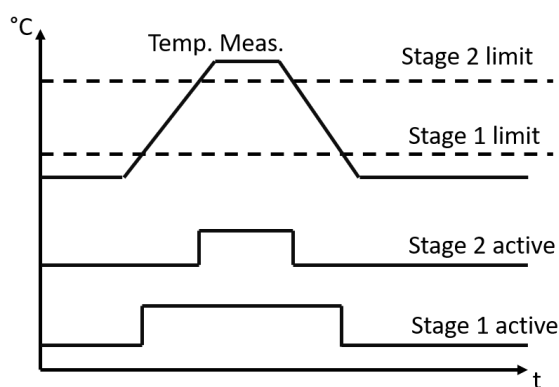 °C
Temp. Meas.
Stage 2 limit
Stage 1 limit
Stage 2 active
Stage 1 active
t